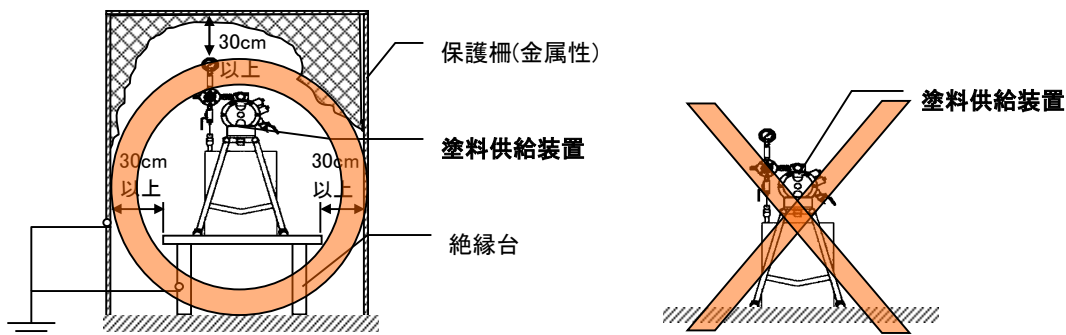 30cm
以上
保護柵(金属性)
塗料供給装置
30cm
以上
30cm
以上
絶縁台
塗料供給装置